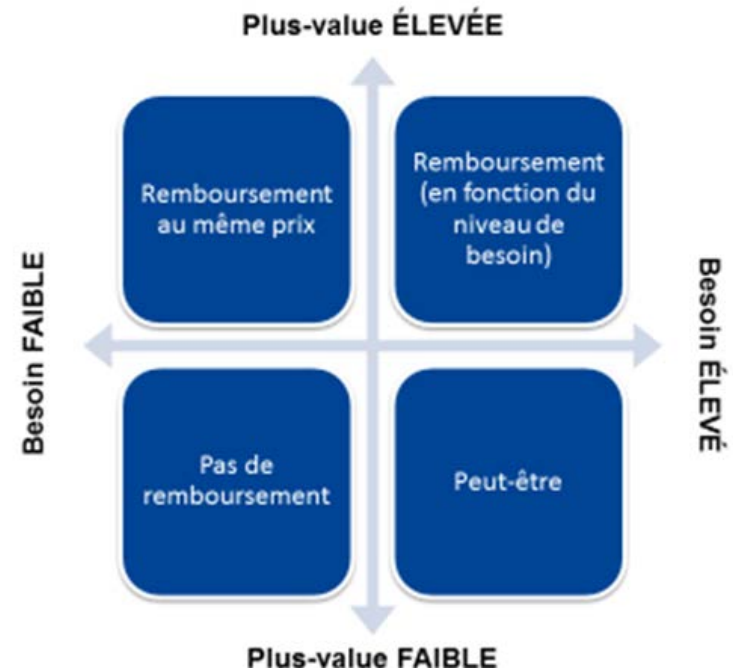 Plus-value ÉLEVÉE
Remboursement
au même prix
Remboursement
(en fonction du
niveau de
besoin)
Besoin FAIBLE
Besoin ÉLEVÉ
Pas de
remboursement
Peut-être
Plus-value FAIBLE